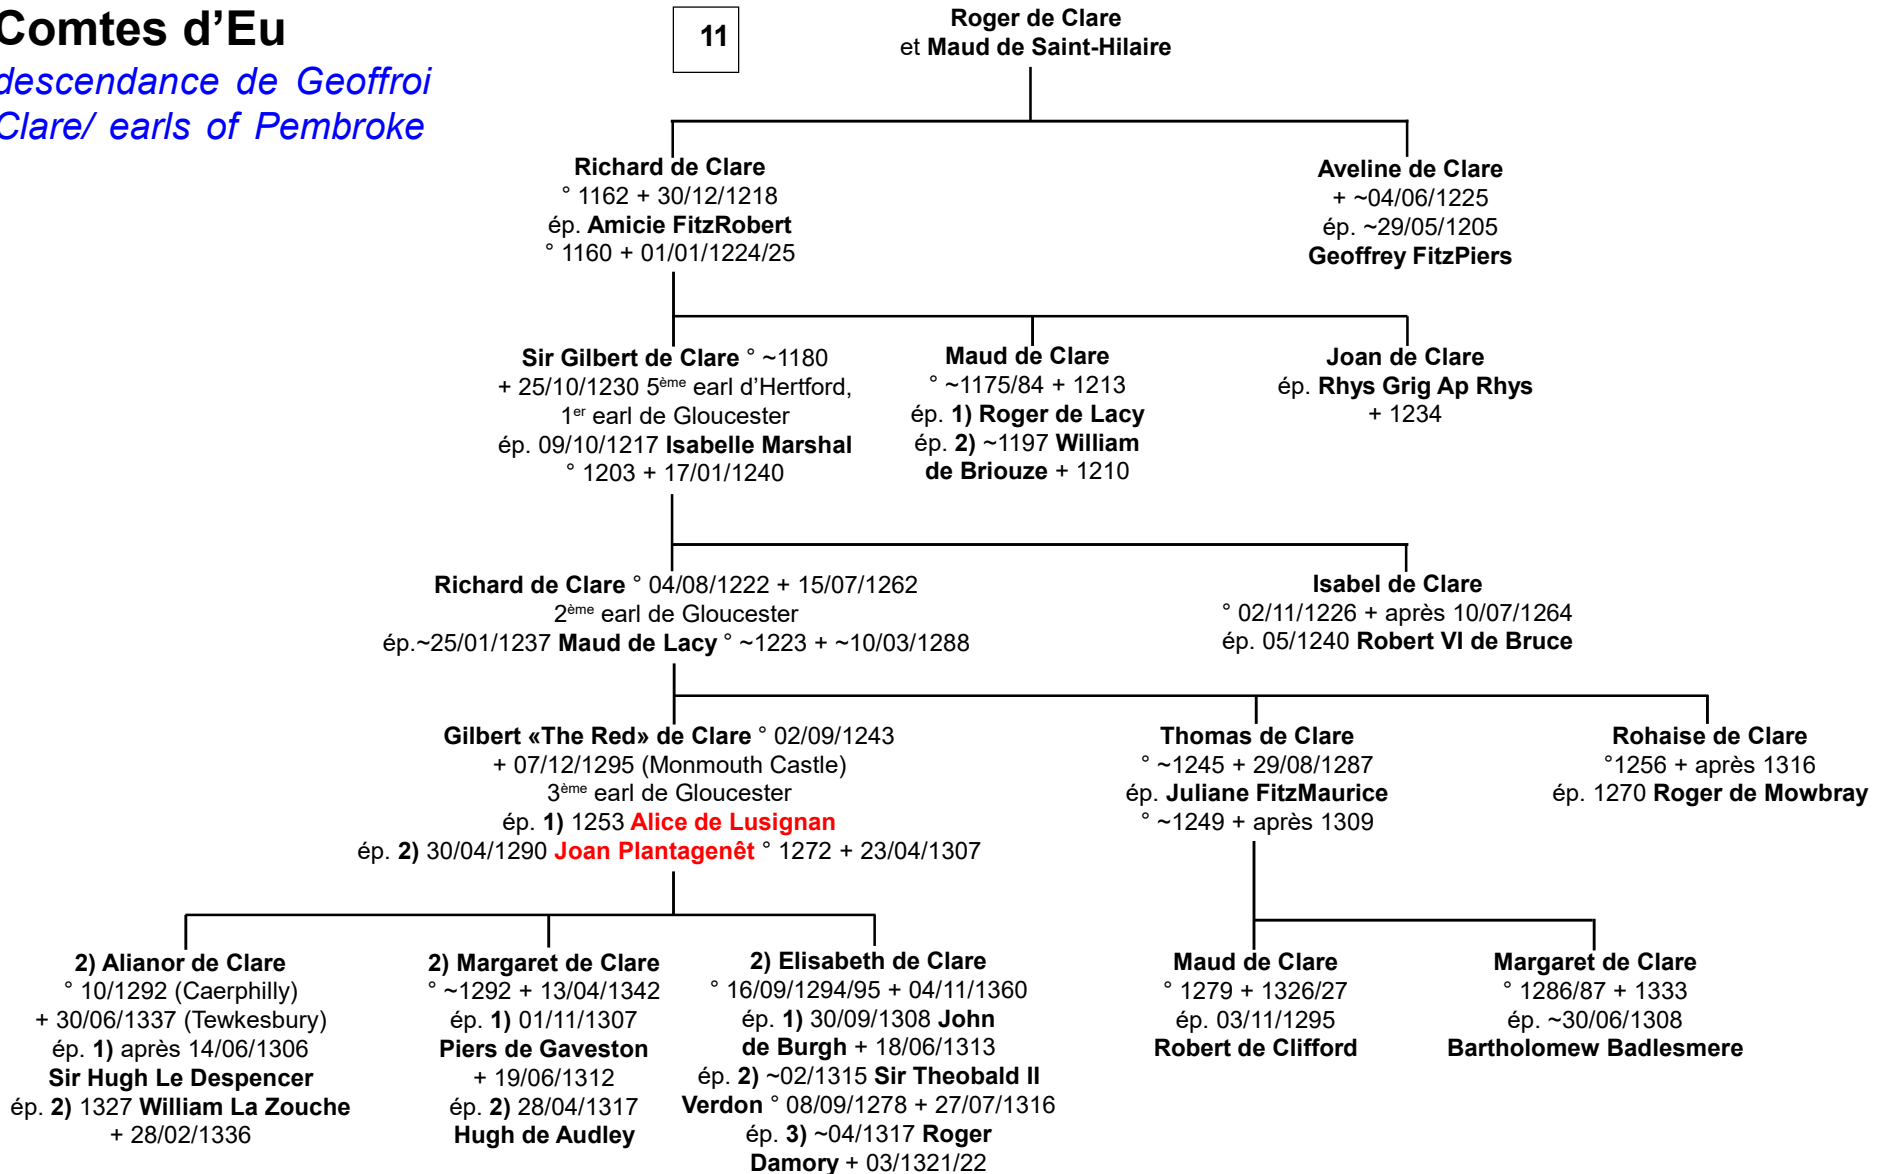 Comtes d'Eu
descendance de Geoffroi
Clare/ earls of Pembroke
11
Roger de Clare
et Maud de Saint-Hilaire
Richard de Clare
° 1162 + 30/12/1218
ép. Amicie FitzRobert
° 1160 + 01/01/1224/25
Aveline de Clare
+ ~04/06/1225
ép. ~29/05/1205
Geoffrey FitzPiers
Sir Gilbert de Clare ° ~1180
+ 25/10/1230 5ème earl d'Hertford,
1er earl de Gloucester
ép. 09/10/1217 Isabelle Marshal
° 1203 + 17/01/1240
Maud de Clare
° ~1175/84 + 1213
ép. 1) Roger de Lacy
ép. 2) ~1197 William
de Briouze + 1210
Joan de Clare
ép. Rhys Grig Ap Rhys
+ 1234
Richard de Clare ° 04/08/1222 + 15/07/1262
2ème earl de Gloucester
ép.~25/01/1237 Maud de Lacy ° ~1223 + ~10/03/1288
Isabel de Clare
° 02/11/1226 + après 10/07/1264
ép. 05/1240 Robert VI de Bruce
Gilbert «The Red» de Clare ° 02/09/1243
+ 07/12/1295 (Monmouth Castle)
3ème earl de Gloucester
ép. 1) 1253 Alice de Lusignan
ép. 2) 30/04/1290 Joan Plantagenêt ° 1272 + 23/04/1307
Thomas de Clare
° ~1245 + 29/08/1287
ép. Juliane FitzMaurice
° ~1249 + après 1309
Rohaise de Clare
°1256 + après 1316
ép. 1270 Roger de Mowbray
2) Alianor de Clare
° 10/1292 (Caerphilly)
+ 30/06/1337 (Tewkesbury)
ép. 1) après 14/06/1306
Sir Hugh Le Despencer
ép. 2) 1327 William La Zouche
+ 28/02/1336
2) Margaret de Clare
° ~1292 + 13/04/1342
ép. 1) 01/11/1307
Piers de Gaveston
+ 19/06/1312
ép. 2) 28/04/1317
Hugh de Audley
2) Elisabeth de Clare
° 16/09/1294/95 + 04/11/1360
ép. 1) 30/09/1308 John
de Burgh + 18/06/1313
ép. 2) ~02/1315 Sir Theobald II
Verdon ° 08/09/1278 + 27/07/1316
ép. 3) ~04/1317 Roger
Damory + 03/1321/22
Maud de Clare
° 1279 + 1326/27
ép. 03/11/1295
Robert de Clifford
Margaret de Clare
° 1286/87 + 1333
ép. ~30/06/1308
Bartholomew Badlesmere